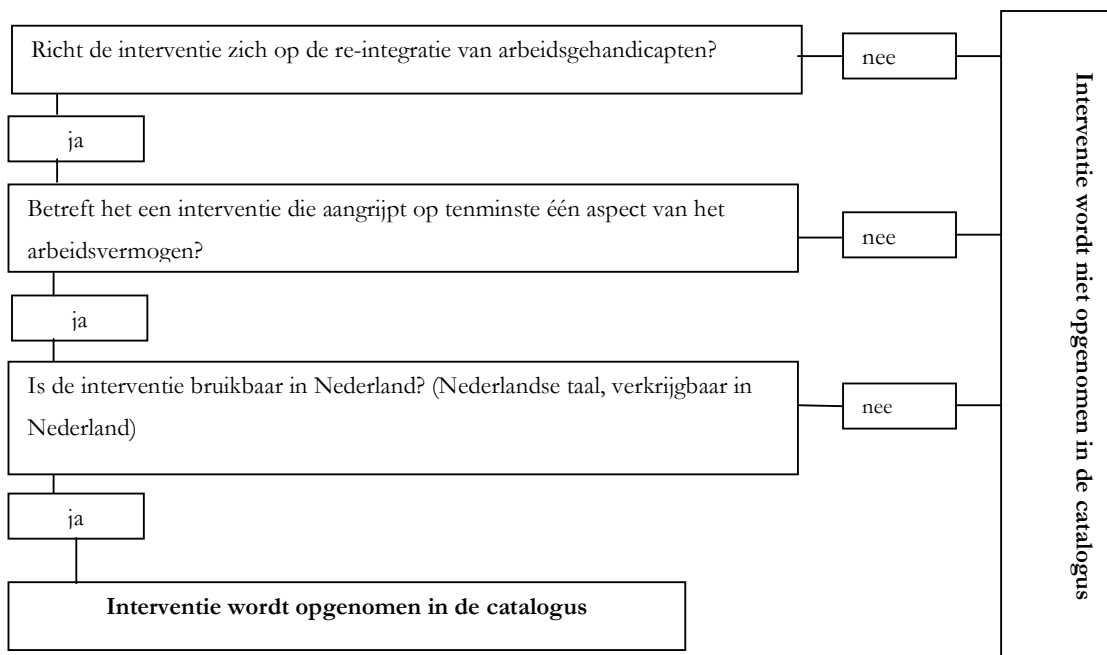 Richt de interventie zich op de re-integratie van arbeidsgehandicapten?
nee
ja
Betreft het een interventie die aangrijpt op tenminste één aspect van het
arbeidsvermogen?
nee
ja
Is de interventie bruikbaar in Nederland? (Nederlandse taal, verkrijgbaar in
Nederland)
nee
ja
Interventie wordt opgenomen in de catalogus
Interventie wordt niet opgenomen in de catalogus